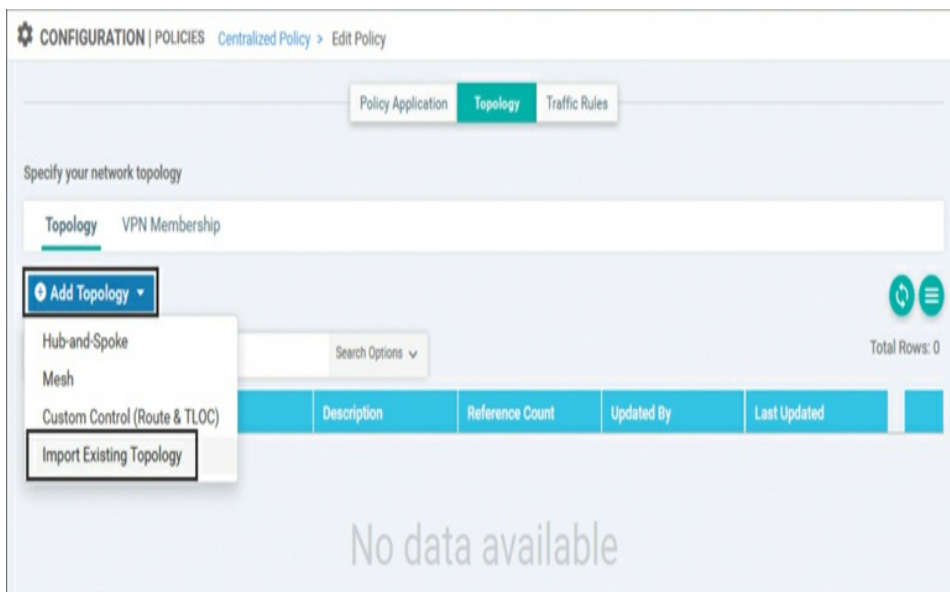 CONFIGURATION | POLICIES Centralized Policy > Edit Policy
Policy Application Topology Traffic Rules
Specify your network topology
Topology VPN Membership
Add Topology
Hub-and-Spoke
Search Options
Total Rows: 0
Mesh
Custom Control (Route & TLOC)
Description Reference Count Updated By Last Updated
Import Existing Topology
No data available